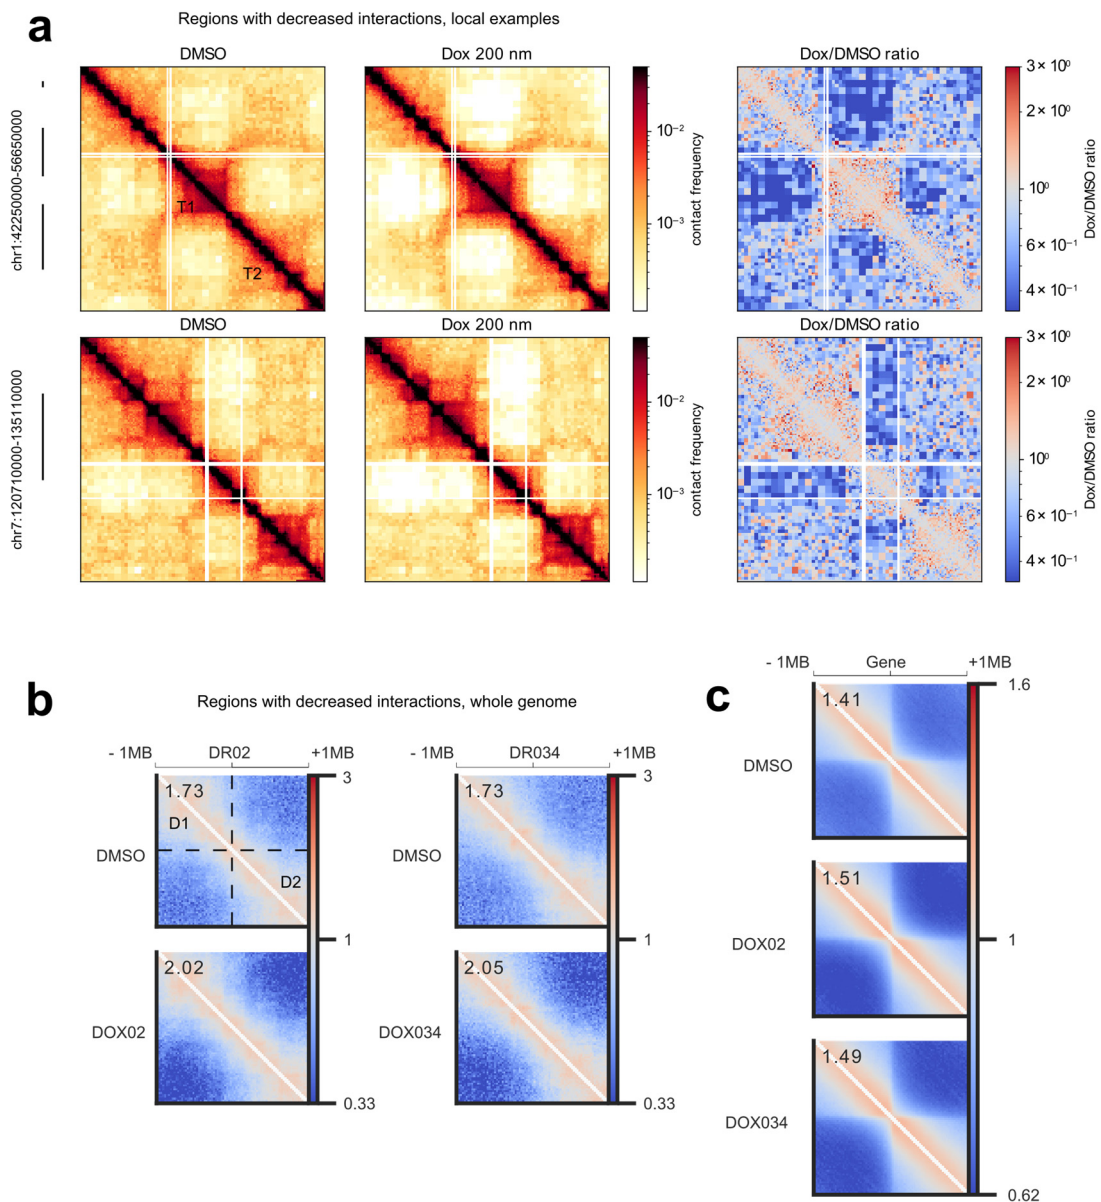 a
Regions with decreased interactions, local examples
DMSO
Dox 200 nm
Dox/DMSO ratio
chr1:42250000-56650000
T1
T2
10⁻²
10⁻³
contact frequency
3 × 10⁰
2 × 10⁰
10⁰
6 × 10⁻¹
4 × 10⁻¹
Dox/DMSO ratio
DMSO
Dox 200 nm
Dox/DMSO ratio
chr7:120710000-135110000
10⁻²
10⁻³
contact frequency
3 × 10⁰
2 × 10⁰
10⁰
6 × 10⁻¹
4 × 10⁻¹
Dox/DMSO ratio
b
Regions with decreased interactions, whole genome
- 1MB DR02 +1MB
- 1MB DR034 +1MB
DMSO
1.73
D1
D2
DMSO
1.73
3
1
0.33
3
1
0.33
DOX02
2.02
DOX034
2.05
c
- 1MB Gene +1MB
DMSO
1.41
DOX02
1.51
DOX034
1.49
1.6
1
0.62